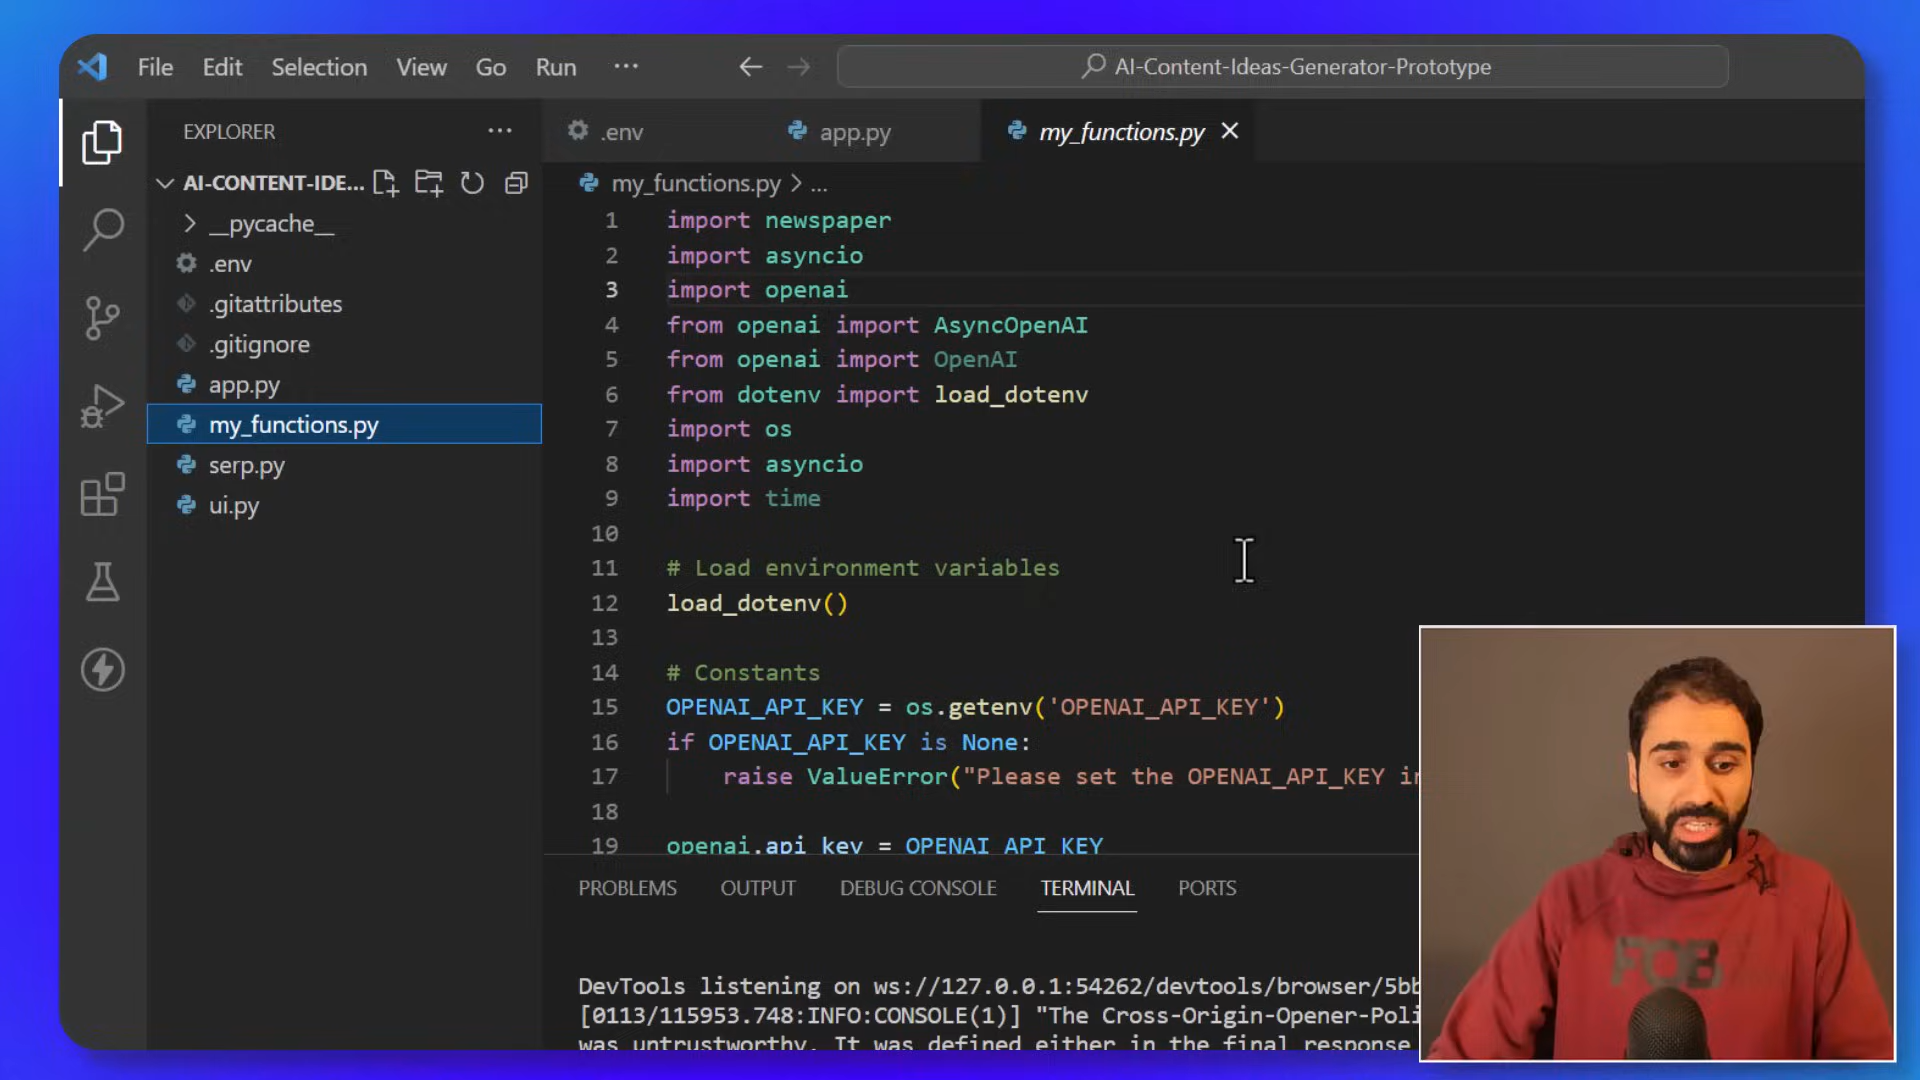 File Edit Selection View Go Run ···
AI-Content-Ideas-Generator-Prototype
EXPLORER ···
AI-CONTENT-IDE...
__pycache__
.env
.gitattributes
.gitignore
app.py
my_functions.py
serp.py
ui.py
.env app.py my_functions.py
my_functions.py > ...
1 import newspaper
2 import asyncio
3 import openai
4 from openai import AsyncOpenAI
5 from openai import OpenAI
6 from dotenv import load_dotenv
7 import os
8 import asyncio
9 import time
10
11 # Load environment variables
12 load_dotenv()
13
14 # Constants
15 OPENAI_API_KEY = os.getenv('OPENAI_API_KEY')
16 if OPENAI_API_KEY is None:
17 raise ValueError("Please set the OPENAI_API_KEY in
18
19 openai.api_key = OPENAI_API_KEY
PROBLEMS OUTPUT DEBUG CONSOLE TERMINAL PORTS
DevTools listening on ws://127.0.0.1:54262/devtools/browser/5bb
[0113/115953.748:INFO:CONSOLE(1)] "The Cross-Origin-Opener-Poli
was untrustworthy. It was defined either in the final response